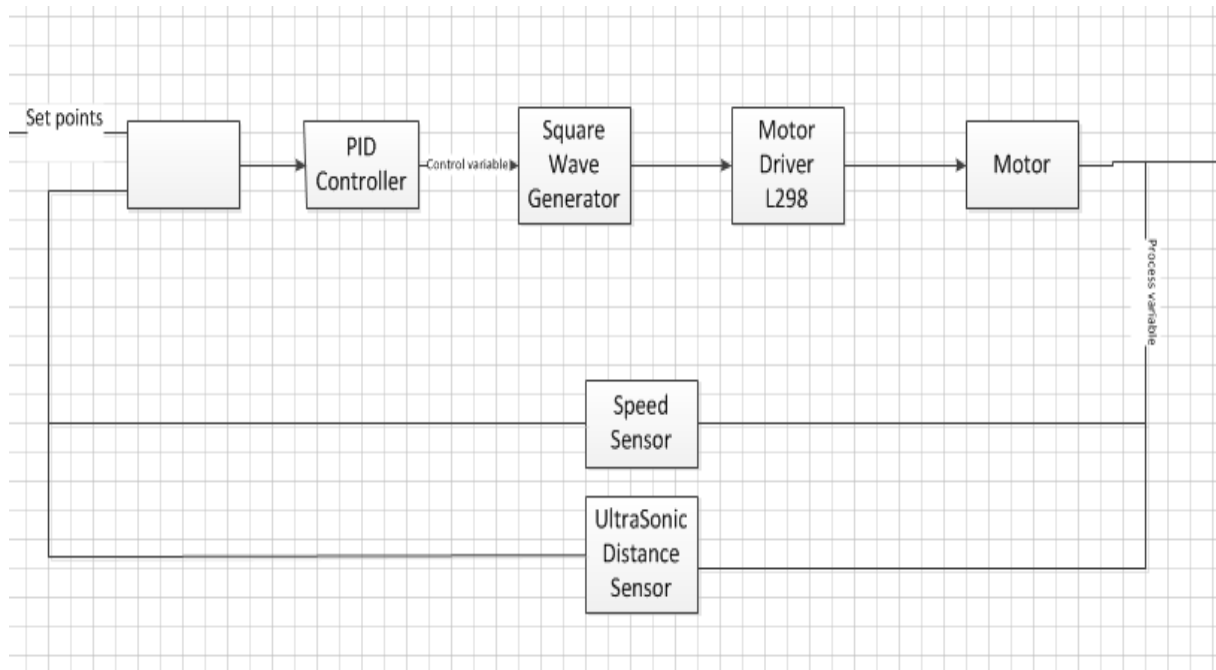 Set points
PID
Controller
Control variable
Square
Wave
Generator
Motor
Driver
L298
Motor
Process variable
Speed
Sensor
UltraSonic
Distance
Sensor